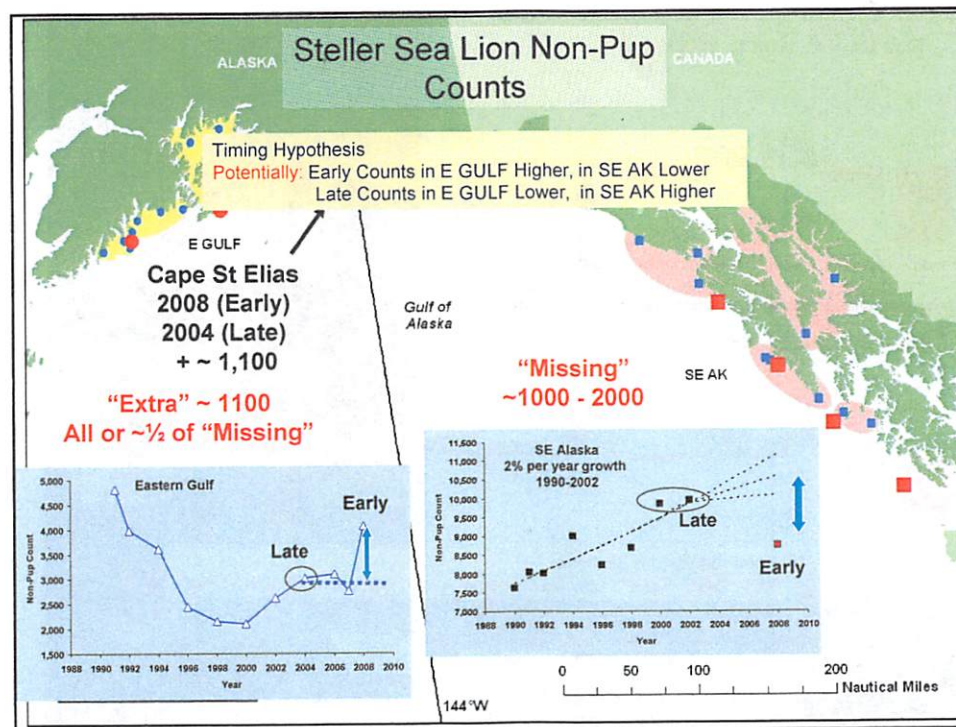 ALASKA
CANADA
Steller Sea Lion Non-Pup
Counts
Timing Hypothesis
Potentially: Early Counts in E GULF Higher, in SE AK Lower
Late Counts in E GULF Lower, in SE AK Higher
E GULF
Cape St Elias
2008 (Early)
2004 (Late)
+ ~ 1,100
"Extra" ~ 1100
All or ~½ of "Missing"
Gulf of
Alaska
"Missing"
~1000 - 2000
SE AK
Eastern Gulf
Early
Late
Non-Pup Count
5,000
4,500
4,000
3,500
3,000
2,500
2,000
1,500
1988 1990 1992 1994 1996 1998 2000 2002 2004 2006 2008 2010
Year
SE Alaska
2% per year growth
1990-2002
Late
Early
Non-Pup Count
11,500
11,000
10,500
10,000
9,500
9,000
8,500
8,000
7,500
7,000
1988 1990 1992 1994 1996 1998 2000 2002 2004 2006 2008 2010
Year
0 50 100 200
Nautical Miles
144°W